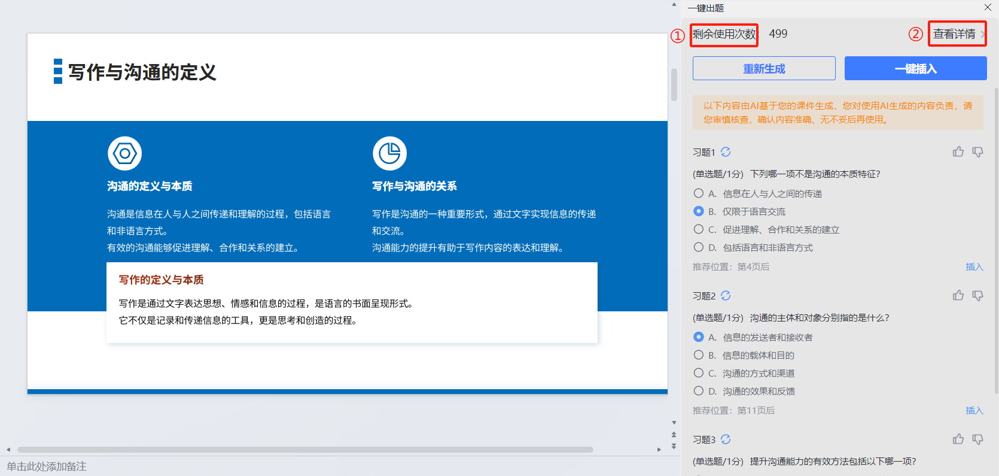 写作与沟通的定义
沟通的定义与本质
沟通是信息在人与人之间传递和理解的过程，包括语言
和非语言方式。
有效的沟通能够促进理解、合作和关系的建立。
写作与沟通的关系
写作是沟通的一种重要形式，通过文字实现信息的传递
和交流。
沟通能力的提升有助于写作内容的表达和理解。
写作的定义与本质
写作是通过文字表达思想、情感和信息的过程，是语言的书面呈现形式。
它不仅是记录和传递信息的工具，更是思考和创造的过程。
单击此处添加备注
一键出题
① 剩余使用次数: 499 ② 查看详情
重新生成 一键插入
以下内容由AI基于您的课件生成，您对使用AI生成的内容负责，请
您审慎核查，确认内容准确、无不妥后再使用。
习题1
(单选题/1分) 下列哪一项不是沟通的本质特征?
A. 信息在人与人之间的传递
B. 仅限于语言交流
C. 促进理解、合作和关系的建立
D. 包括语言和非语言方式
推荐位置：第4页后 插入
习题2
(单选题/1分) 沟通的主体和对象分别指的是什么?
A. 信息的发送者和接收者
B. 信息的载体和目的
C. 沟通的方式和渠道
D. 沟通的效果和反馈
推荐位置：第11页后 插入
习题3
(单选题/1分) 提升沟通能力的有效方法包括以下哪一项?